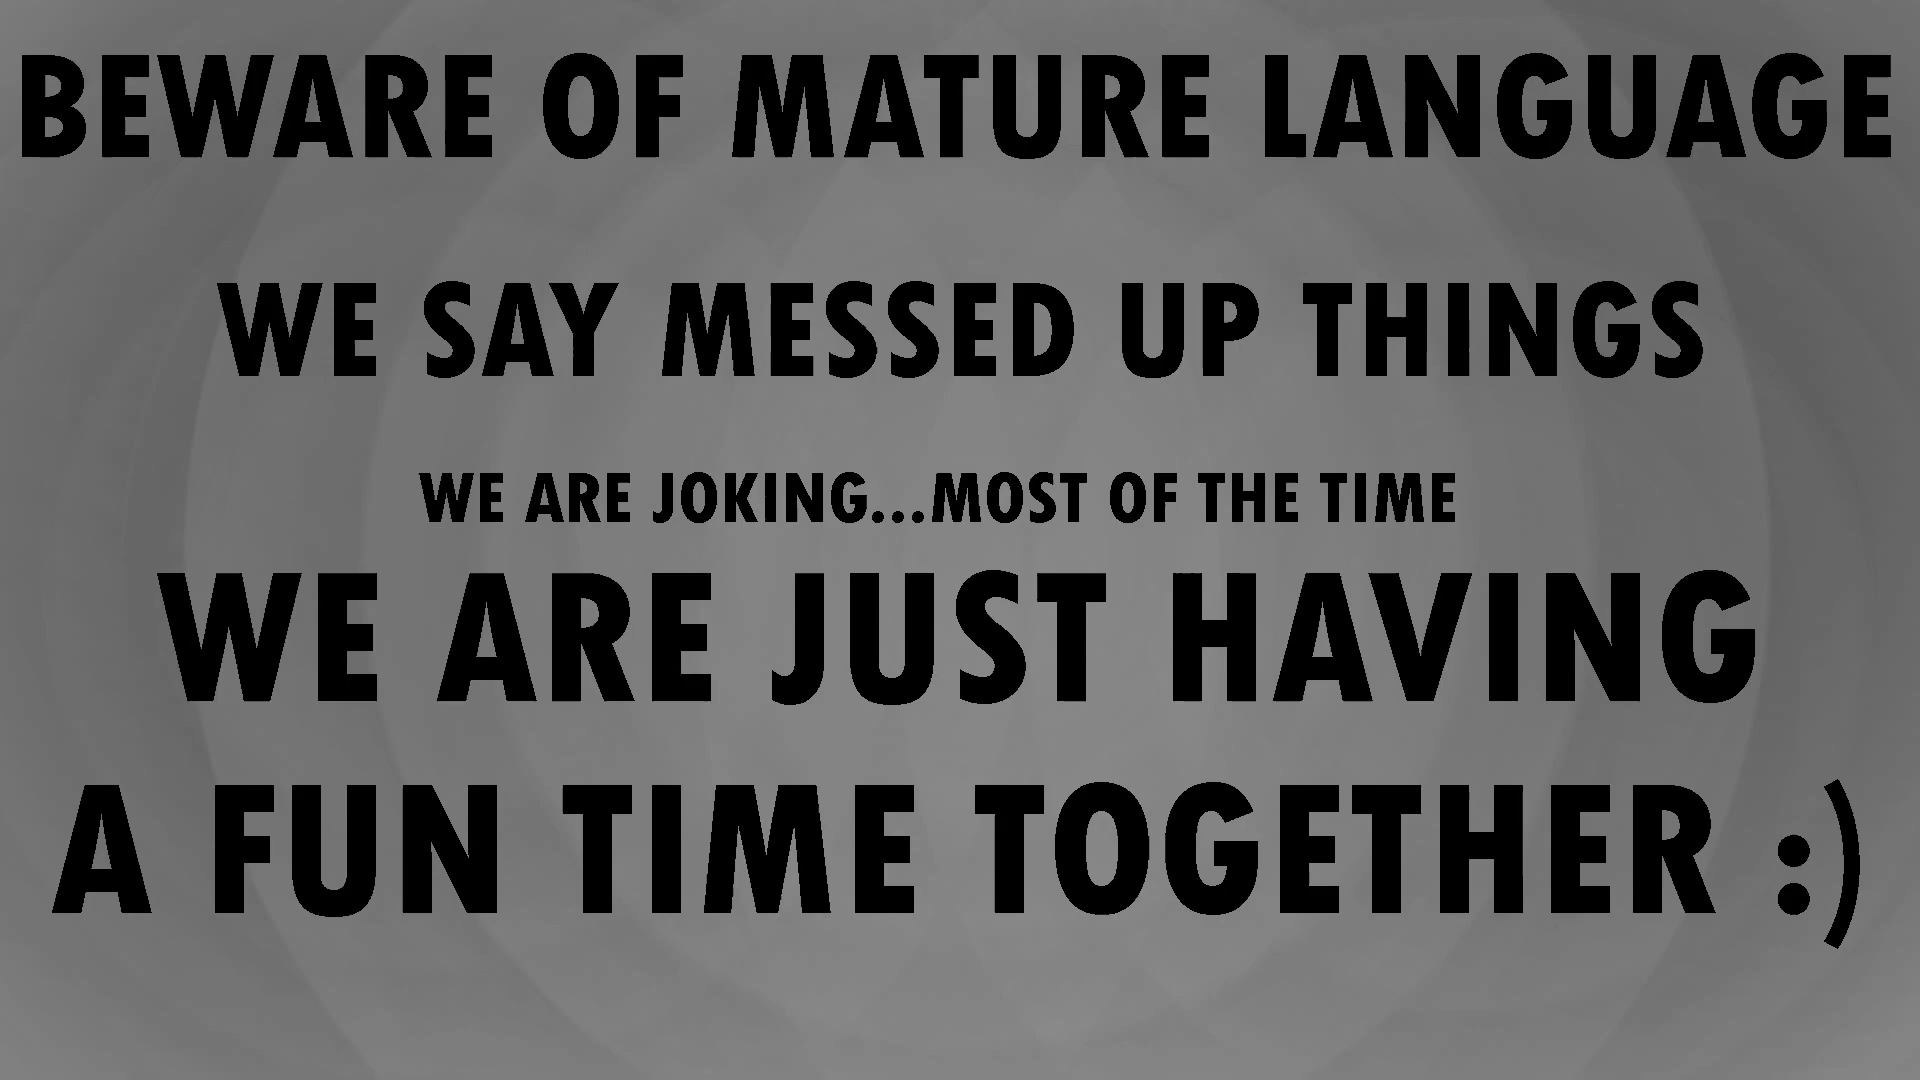 BEWARE OF MATURE LANGUAGE
WE SAY MESSED UP THINGS
WE ARE JOKING...MOST OF THE TIME
WE ARE JUST HAVING
A FUN TIME TOGETHER :)